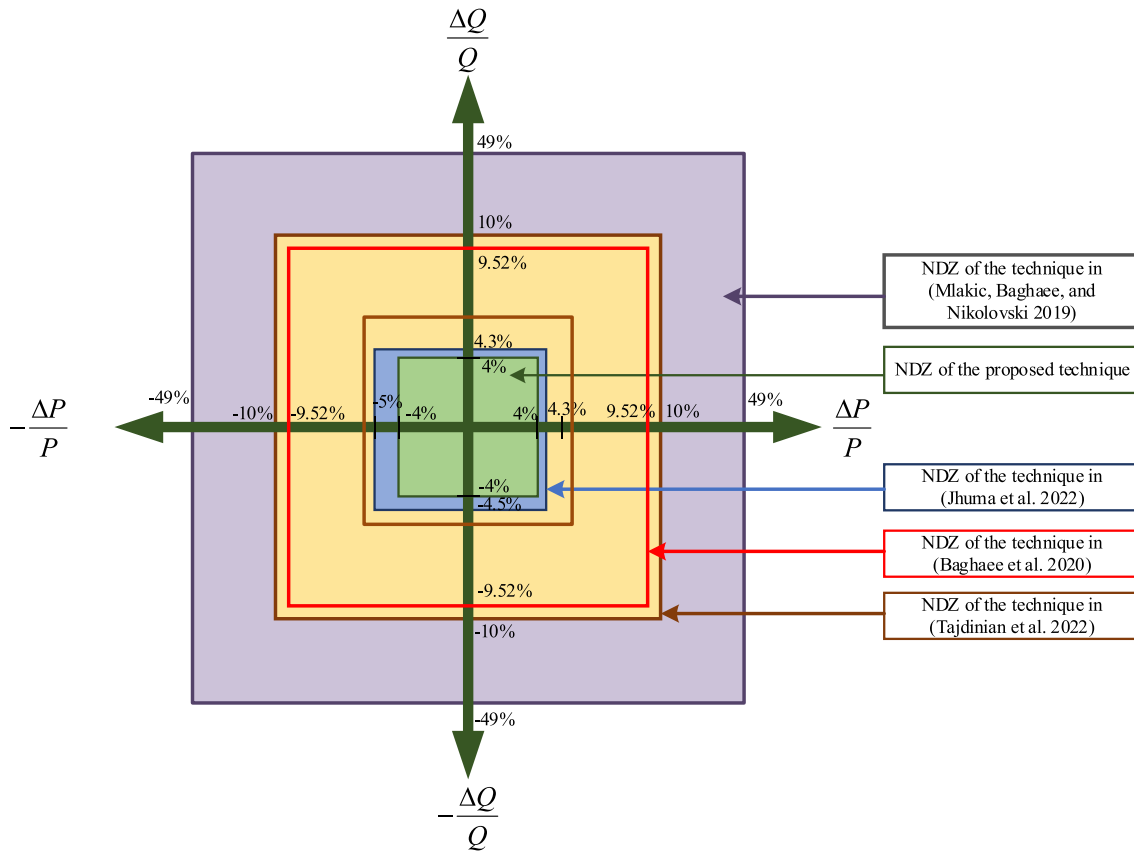 ΔQ
Q
49%
10%
9.52%
4.3%
4%
-49%
-10%
-9.52%
-5%
-4%
4%
4.3%
9.52%
10%
49%
-ΔP
P
ΔP
P
-4%
-4.5%
-9.52%
-10%
-49%
-ΔQ
Q
NDZ of the technique in
(Mlakic, Baghaee, and
Nikolovski 2019)
NDZ of the proposed technique
NDZ of the technique in
(Jhuma et al. 2022)
NDZ of the technique in
(Baghaee et al. 2020)
NDZ of the technique in
(Tajdinian et al. 2022)